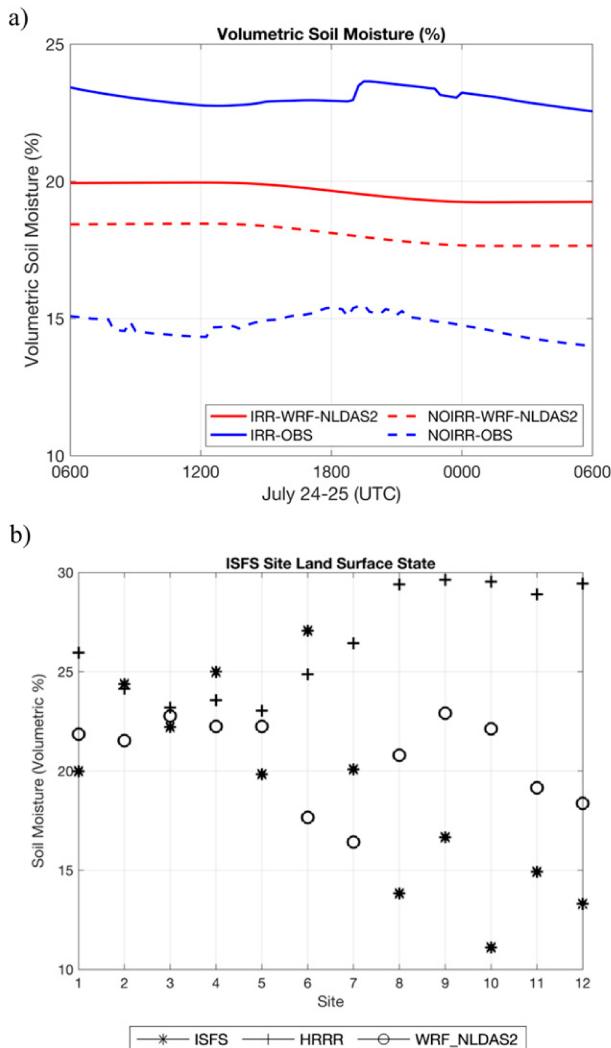 a)
Volumetric Soil Moisture (%)
25
20
15
10
Volumetric Soil Moisture (%)
IRR-WRF-NLDAS2 NOIRR-WRF-NLDAS2
IRR-OBS NOIRR-OBS
0600 1200 1800 0000 0600
July 24-25 (UTC)
b)
ISFS Site Land Surface State
30
25
20
15
10
Soil Moisture (Volumetric %)
1 2 3 4 5 6 7 8 9 10 11 12
Site
ISFS HRRR WRF_NLDAS2